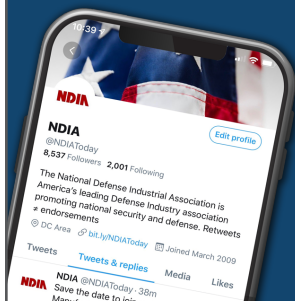 10:39
NDIA
NDIA
Edit profile
@NDIAToday
8,537 Followers 2,001 Following
The National Defense Industrial Association is
America's leading Defense Industry association
promoting national security and defense. Retweets
≠ endorsements
DC Area bit.ly/NDIAToday Joined March 2009
Tweets Tweets & replies Media Likes
NDIA
NDIA @NDIAToday · 38m
Save the date to join